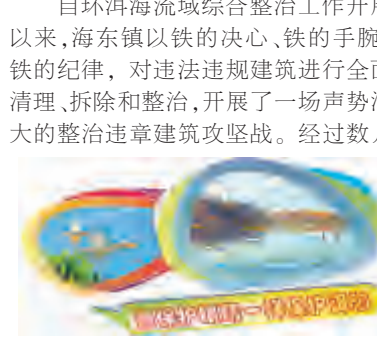 自环洱海流域综合整治工作开展
以来,海东镇以铁的决心、铁的手腕
铁的纪律,对违法违规建筑进行全面
清理、拆除和整治,开展了一场声势浩
大的整治违章建筑攻坚战。经过数